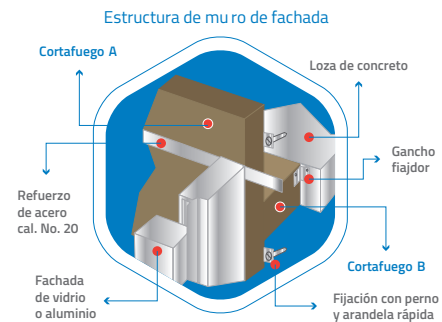 Estructura de mu ro de fachada
Cortafuego A
Loza de concreto
Gancho
fiajdor
Refuerzo
de acero
cal. No. 20
Cortafuego B
Fachada
de vidrio
o aluminio
Fijación con perno
y arandela rápida